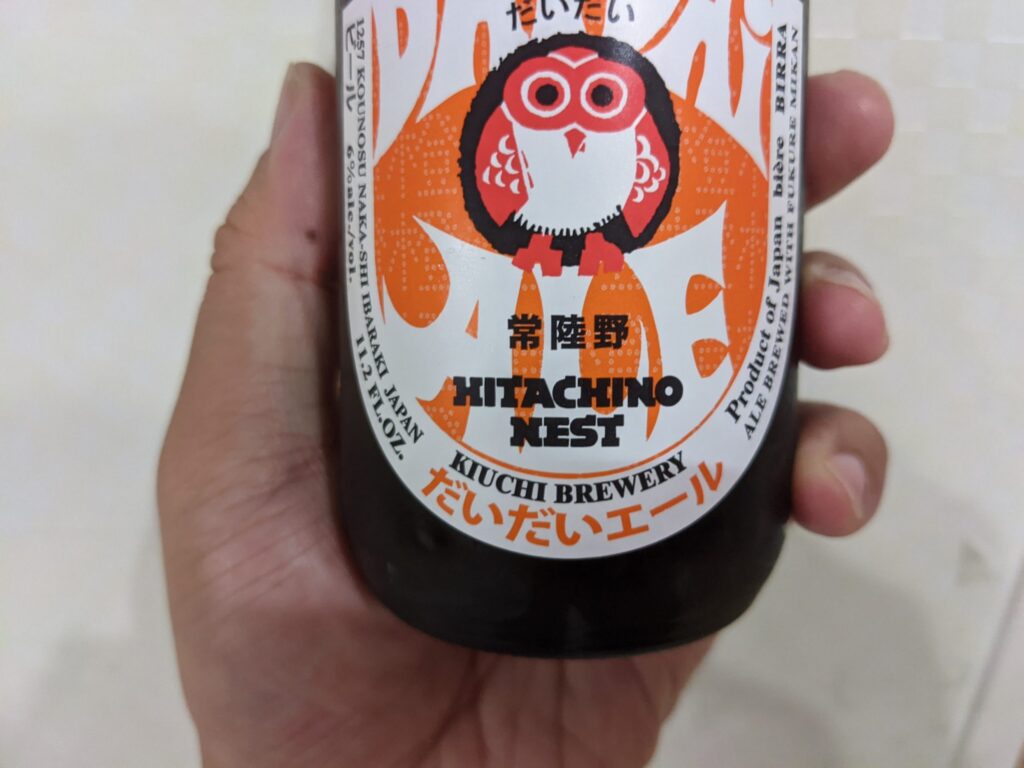 だいだい
DAiDAi
ALE
常陸野
HITACHINO
NEST
KIUCHI BREWERY
だいだいエール
1257 KOUNOSU NAKA-SHI IBARAKI JAPAN
ビール 6% alc./vol. 11.2 FL.OZ.
Product of Japan bière BIRRA
ALE BREWED WITH FUKURE MIKAN